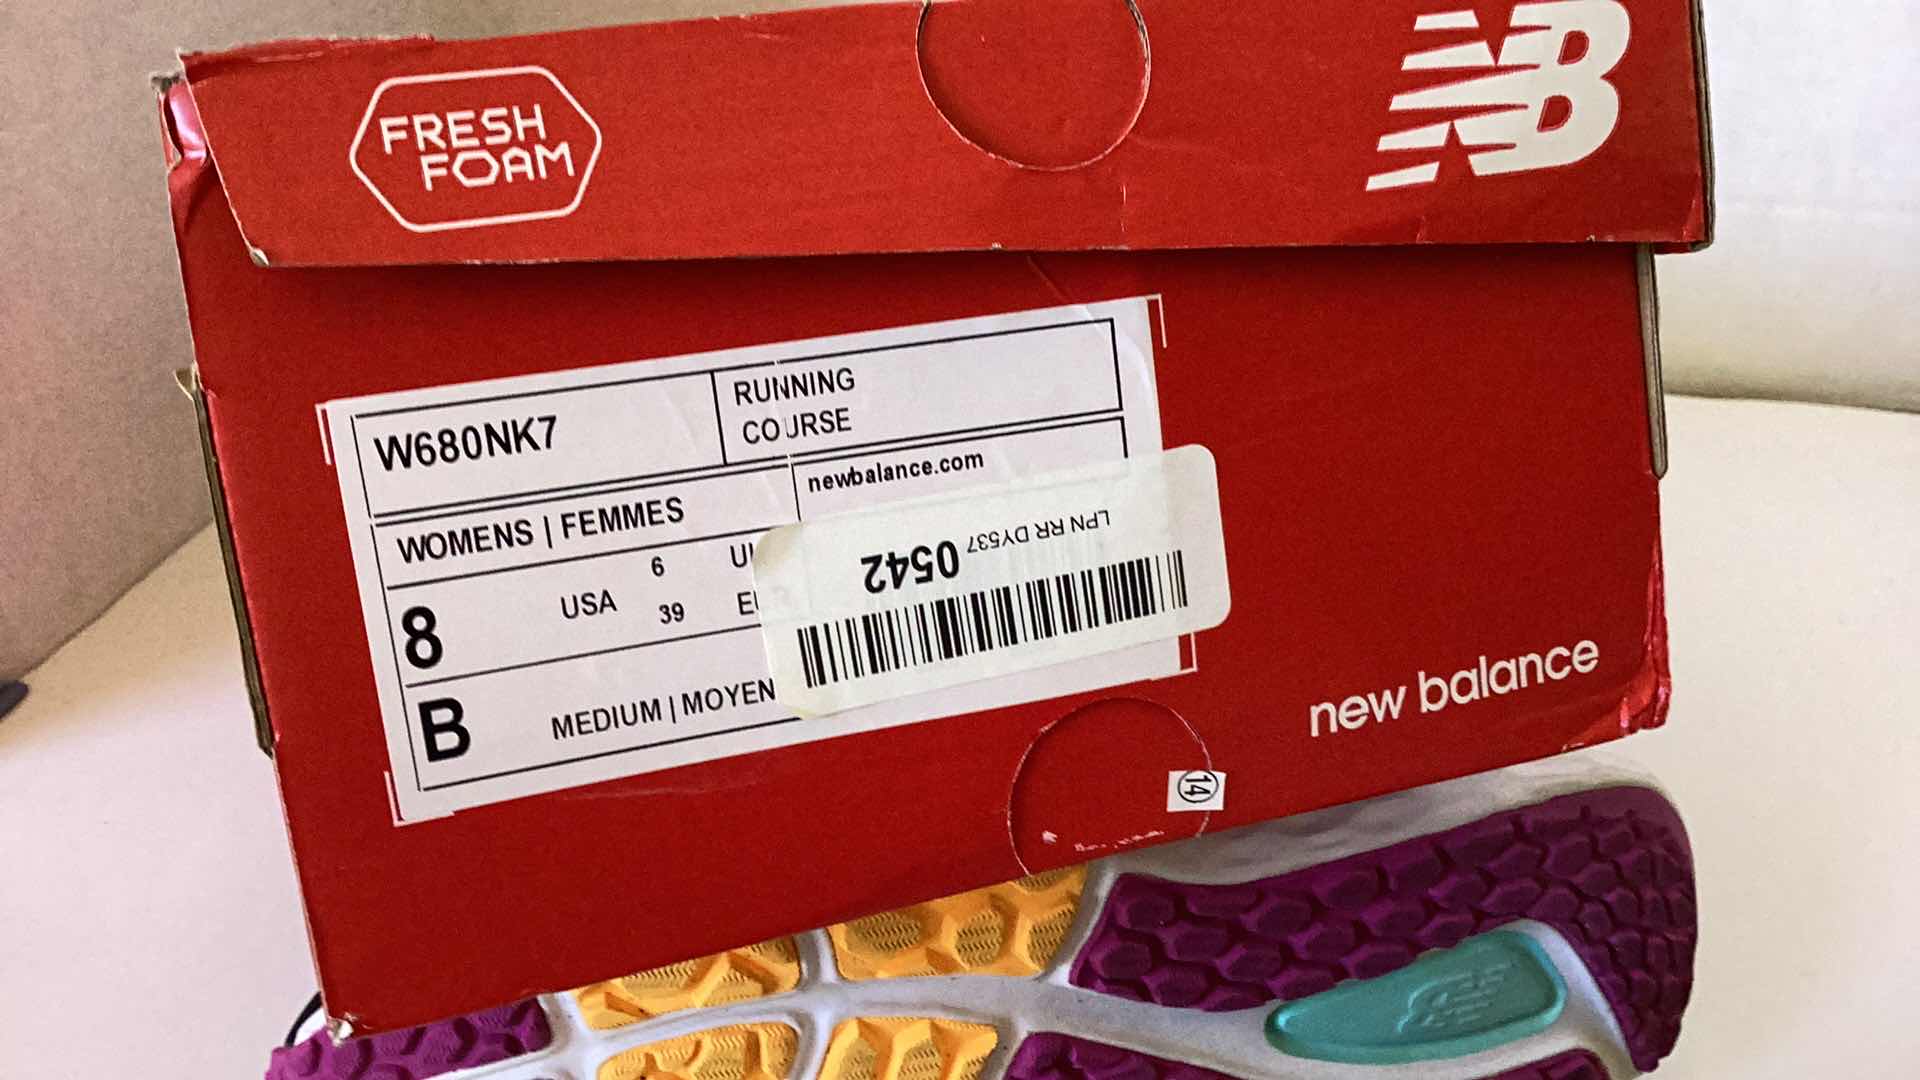 FRESH
FOAM
NB
W680NK7
RUNNING
COURSE
WOMENS | FEMMES
newbalance.com
8
USA
6
39
B
MEDIUM | MOYEN
LPN RR DY537 0542
new balance
14